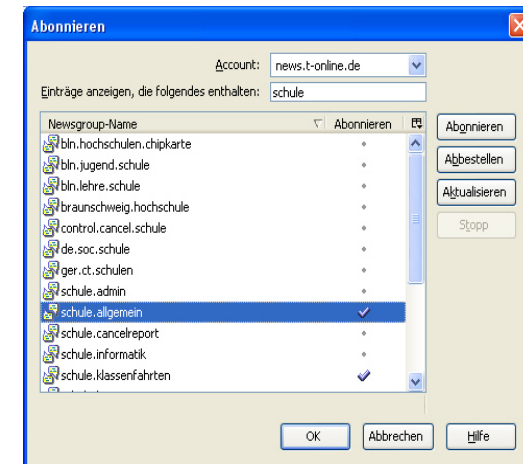 Abonnieren
Account: news.t-online.de
Einträge anzeigen, die folgendes enthalten: schule
Newsgroup-Name Abonnieren
bln.hochschulen.chipkarte
bln.jugend.schule
bln.lehre.schule
braunschweig.hochschule
control.cancel.schule
de.soc.schule
ger.ct.schulen
schule.admin
schule.allgemein
schule.cancelreport
schule.informatik
schule.klassenfahrten
Abonnieren
Abbestellen
Aktualisieren
Stopp
OK Abbrechen Hilfe